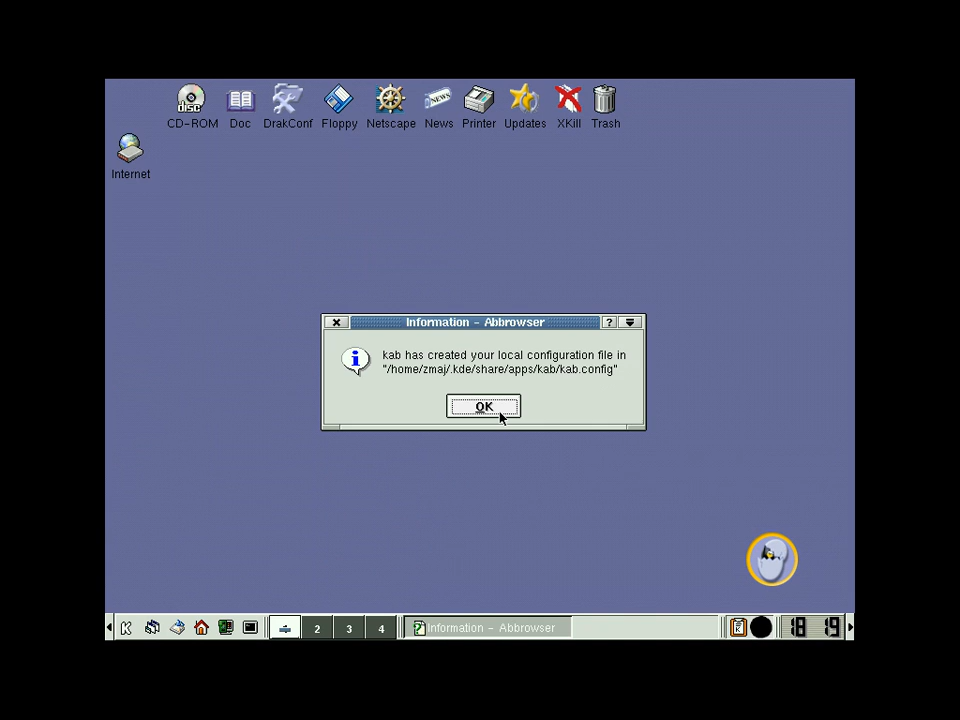 disc
NEWS
CD-ROM Doc DrakConf Floppy Netscape News Printer Updates XKill Trash
Internet
Information - Abbrowser
kab has created your local configuration file in
"/home/zmaj/.kde/share/apps/kab/kab.config"
OK
K 2 3 4 Information - Abbrowser 18 19